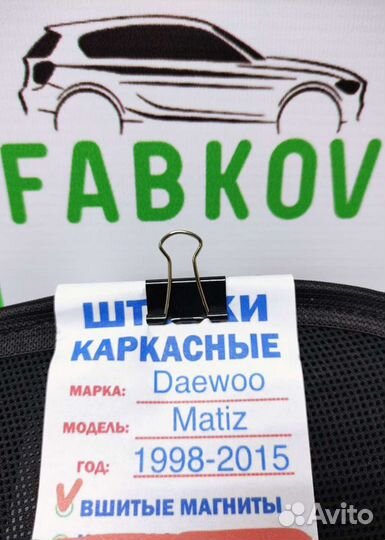 FABKOV
КАРКАСНЫЕ
МАРКА: Daewoo
МОДЕЛЬ: Matiz
ГОД: 1998-2015
ВШИТЫЕ МАГНИТЫ
Avito